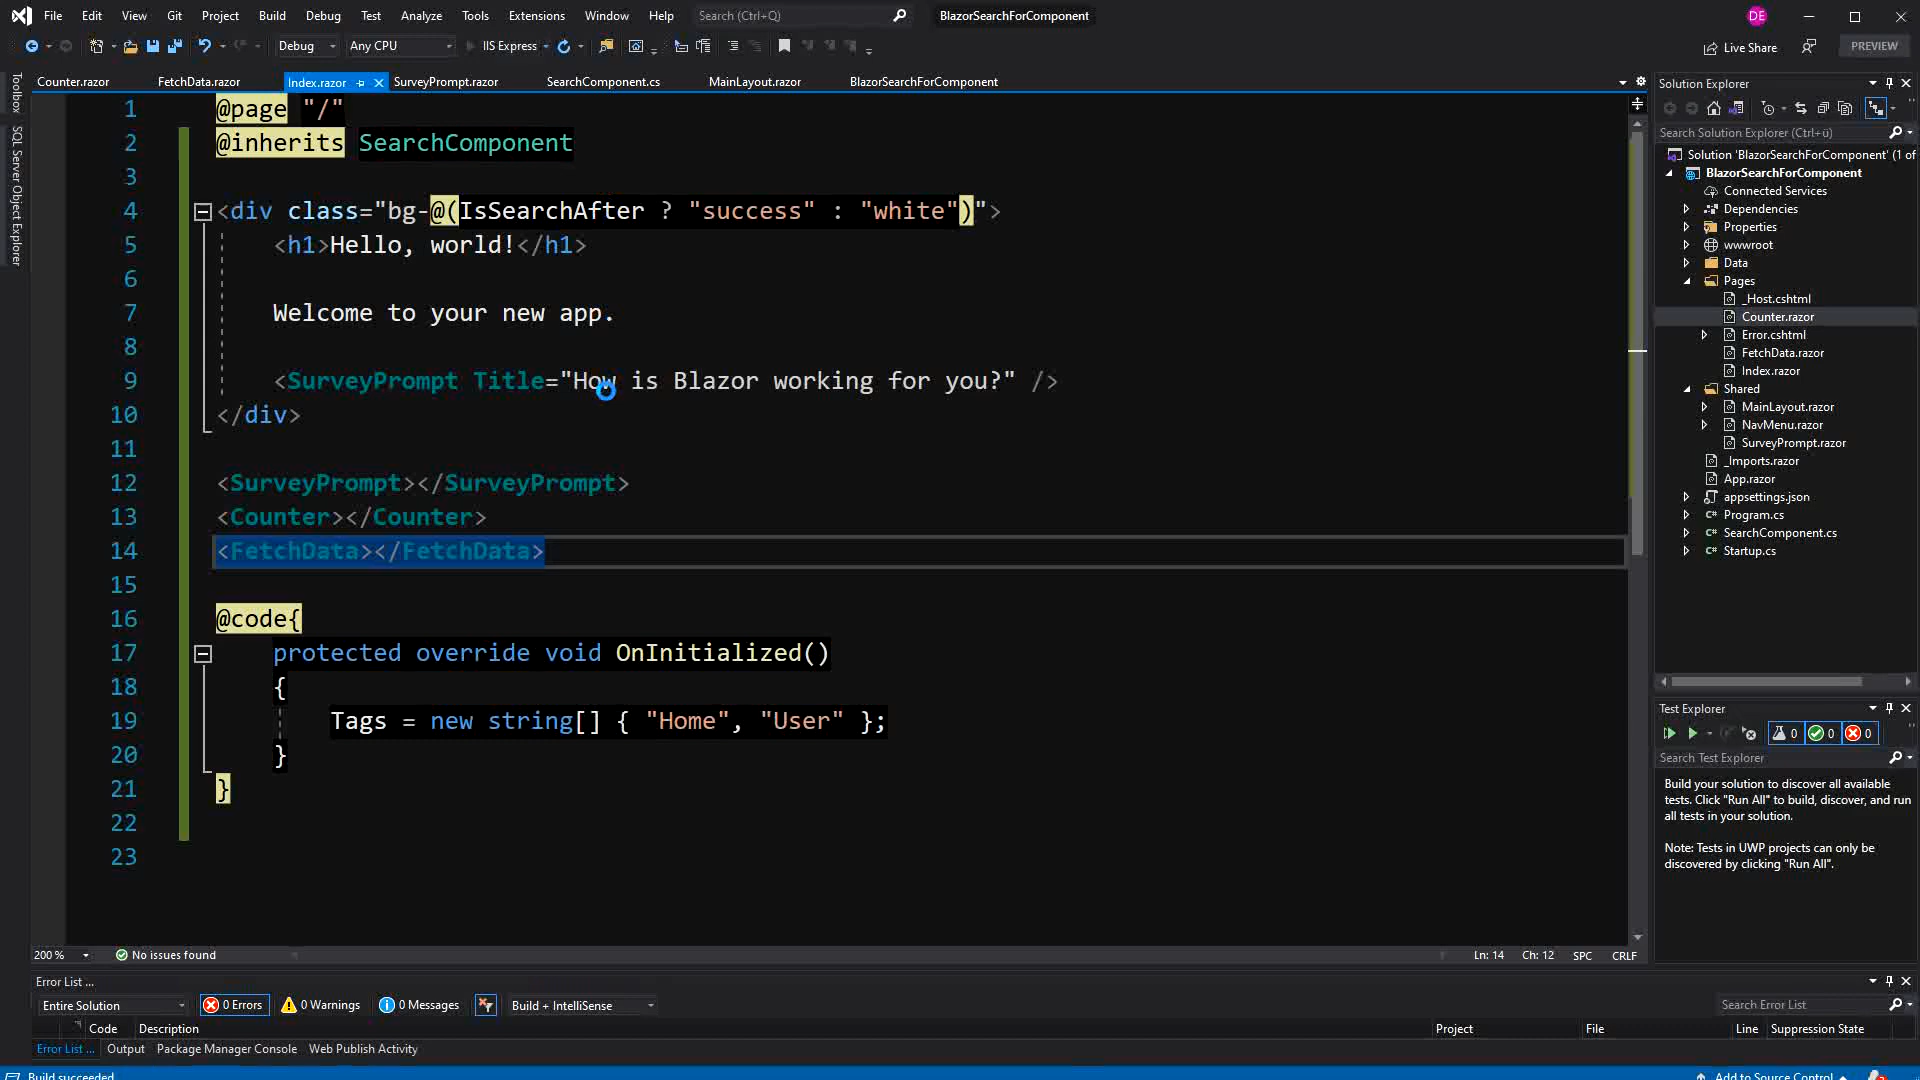 File Edit View Git Project Build Debug Test Analyze Tools Extensions Window Help Search (Ctrl+Q) BlazorSearchForComponent DE
Debug Any CPU IIS Express Live Share PREVIEW
Toolbox
SQL Server Object Explorer
Counter.razor FetchData.razor Index.razor SurveyPrompt.razor SearchComponent.cs MainLayout.razor BlazorSearchForComponent
1 @page "/"
2 @inherits SearchComponent
3
4 <div class="bg-@(IsSearchAfter ? "success" : "white")">
5 <h1>Hello, world!</h1>
6
7 Welcome to your new app.
8
9 <SurveyPrompt Title="How is Blazor working for you?" />
10 </div>
11
12 <SurveyPrompt></SurveyPrompt>
13 <Counter></Counter>
14 <FetchData></FetchData>
15
16 @code{
17 protected override void OnInitialized()
18 {
19 Tags = new string[] { "Home", "User" };
20 }
21 }
22
23
200 % No issues found Ln: 14 Ch: 12 SPC CRLF
Solution Explorer
Search Solution Explorer (Ctrl+ü)
Solution 'BlazorSearchForComponent' (1 of
BlazorSearchForComponent
Connected Services
Dependencies
Properties
wwwroot
Data
Pages
_Host.cshtml
Counter.razor
Error.cshtml
FetchData.razor
Index.razor
Shared
MainLayout.razor
NavMenu.razor
SurveyPrompt.razor
_Imports.razor
App.razor
appsettings.json
C# Program.cs
C# SearchComponent.cs
C# Startup.cs
Test Explorer
0 0 0
Search Test Explorer
Build your solution to discover all available
tests. Click "Run All" to build, discover, and run
all tests in your solution.
Note: Tests in UWP projects can only be
discovered by clicking "Run All".
Error List ...
Entire Solution 0 Errors 0 Warnings 0 Messages Build + IntelliSense Search Error List
Code Description Project File Line Suppression State
Error List ... Output Package Manager Console Web Publish Activity
Build succeeded Add to Source Control